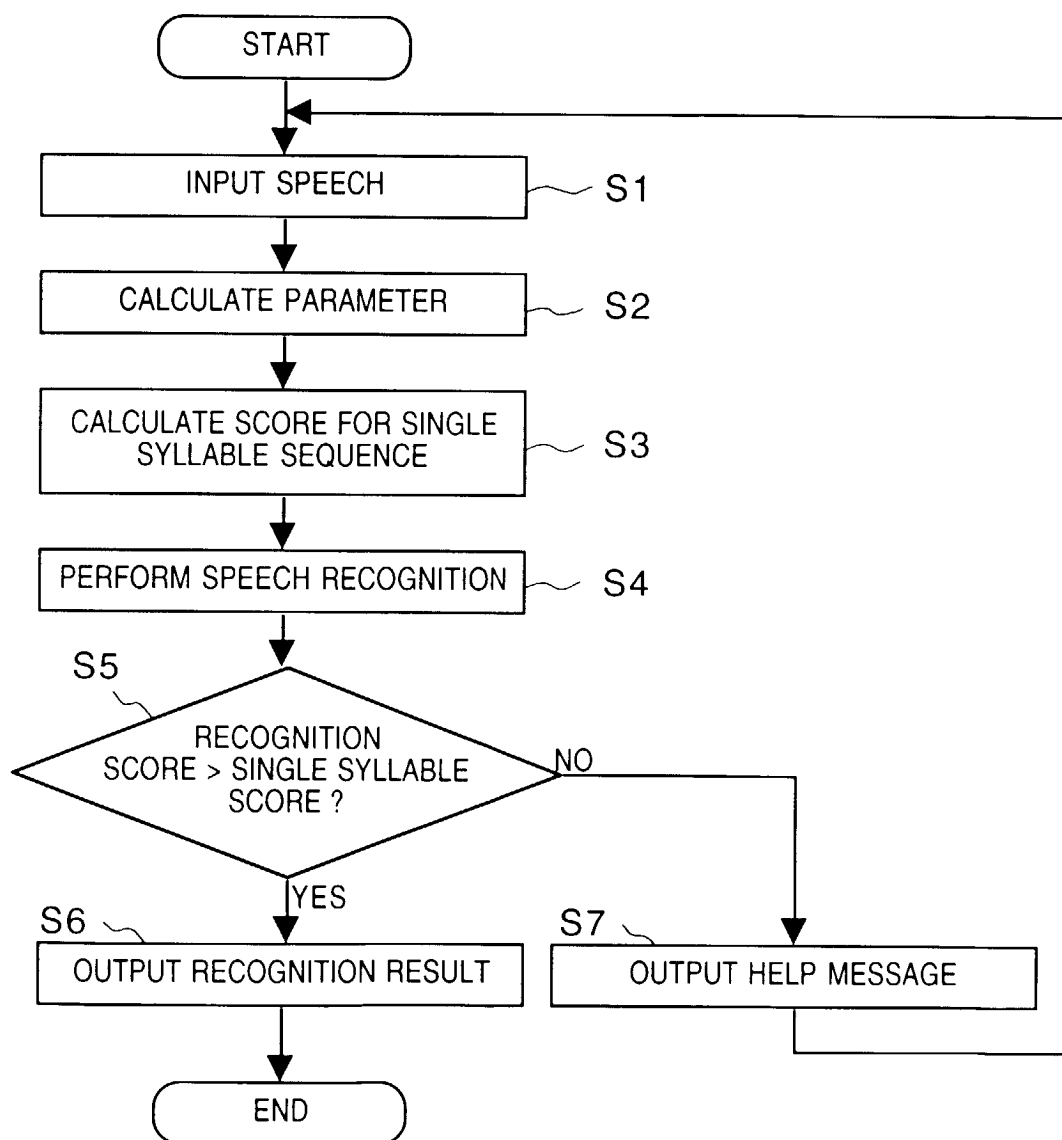 START
INPUT SPEECH
S1
CALCULATE PARAMETER
S2
CALCULATE SCORE FOR SINGLE
SYLLABLE SEQUENCE
S3
PERFORM SPEECH RECOGNITION
S4
S5
RECOGNITION
SCORE > SINGLE SYLLABLE
SCORE ?
NO
YES
S6
OUTPUT RECOGNITION RESULT
S7
OUTPUT HELP MESSAGE
END